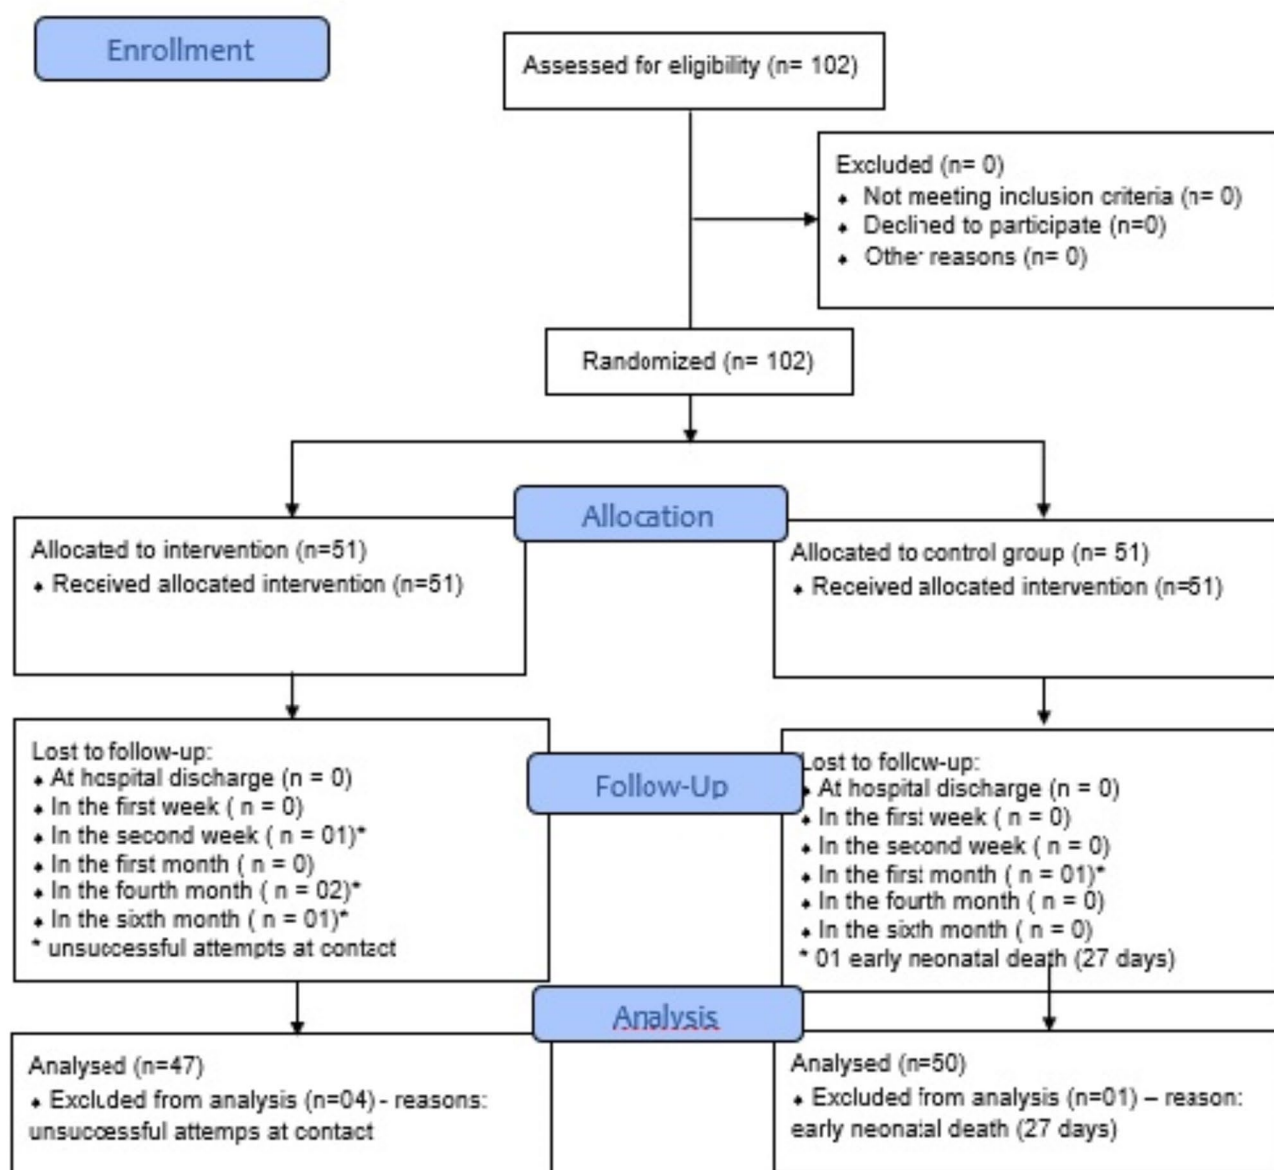 Enrollment
Assessed for eligibility (n= 102)
Excluded (n= 0)
♦ Not meeting inclusion criteria (n= 0)
♦ Declined to participate (n=0)
♦ Other reasons (n= 0)
Randomized (n= 102)
Allocation
Allocated to intervention (n=51)
♦ Received allocated intervention (n=51)
Allocated to control group (n= 51)
♦ Received allocated intervention (n=51)
Follow-Up
Lost to follow-up:
♦ At hospital discharge (n = 0)
♦ In the first week ( n = 0)
♦ In the second week ( n = 01)*
♦ In the first month ( n = 0)
♦ In the fourth month ( n = 02)*
♦ In the sixth month ( n = 01)*
* unsuccessful attempts at contact
Lost to follow-up:
♦ At hospital discharge (n = 0)
♦ In the first week ( n = 0)
♦ In the second week ( n = 0)
♦ In the first month ( n = 01)*
♦ In the fourth month ( n = 0)
♦ In the sixth month ( n = 0)
* 01 early neonatal death (27 days)
Analysis
Analysed (n=47)
♦ Excluded from analysis (n=04) - reasons:
unsuccessful attemps at contact
Analysed (n=50)
♦ Excluded from analysis (n=01) – reason:
early neonatal death (27 days)